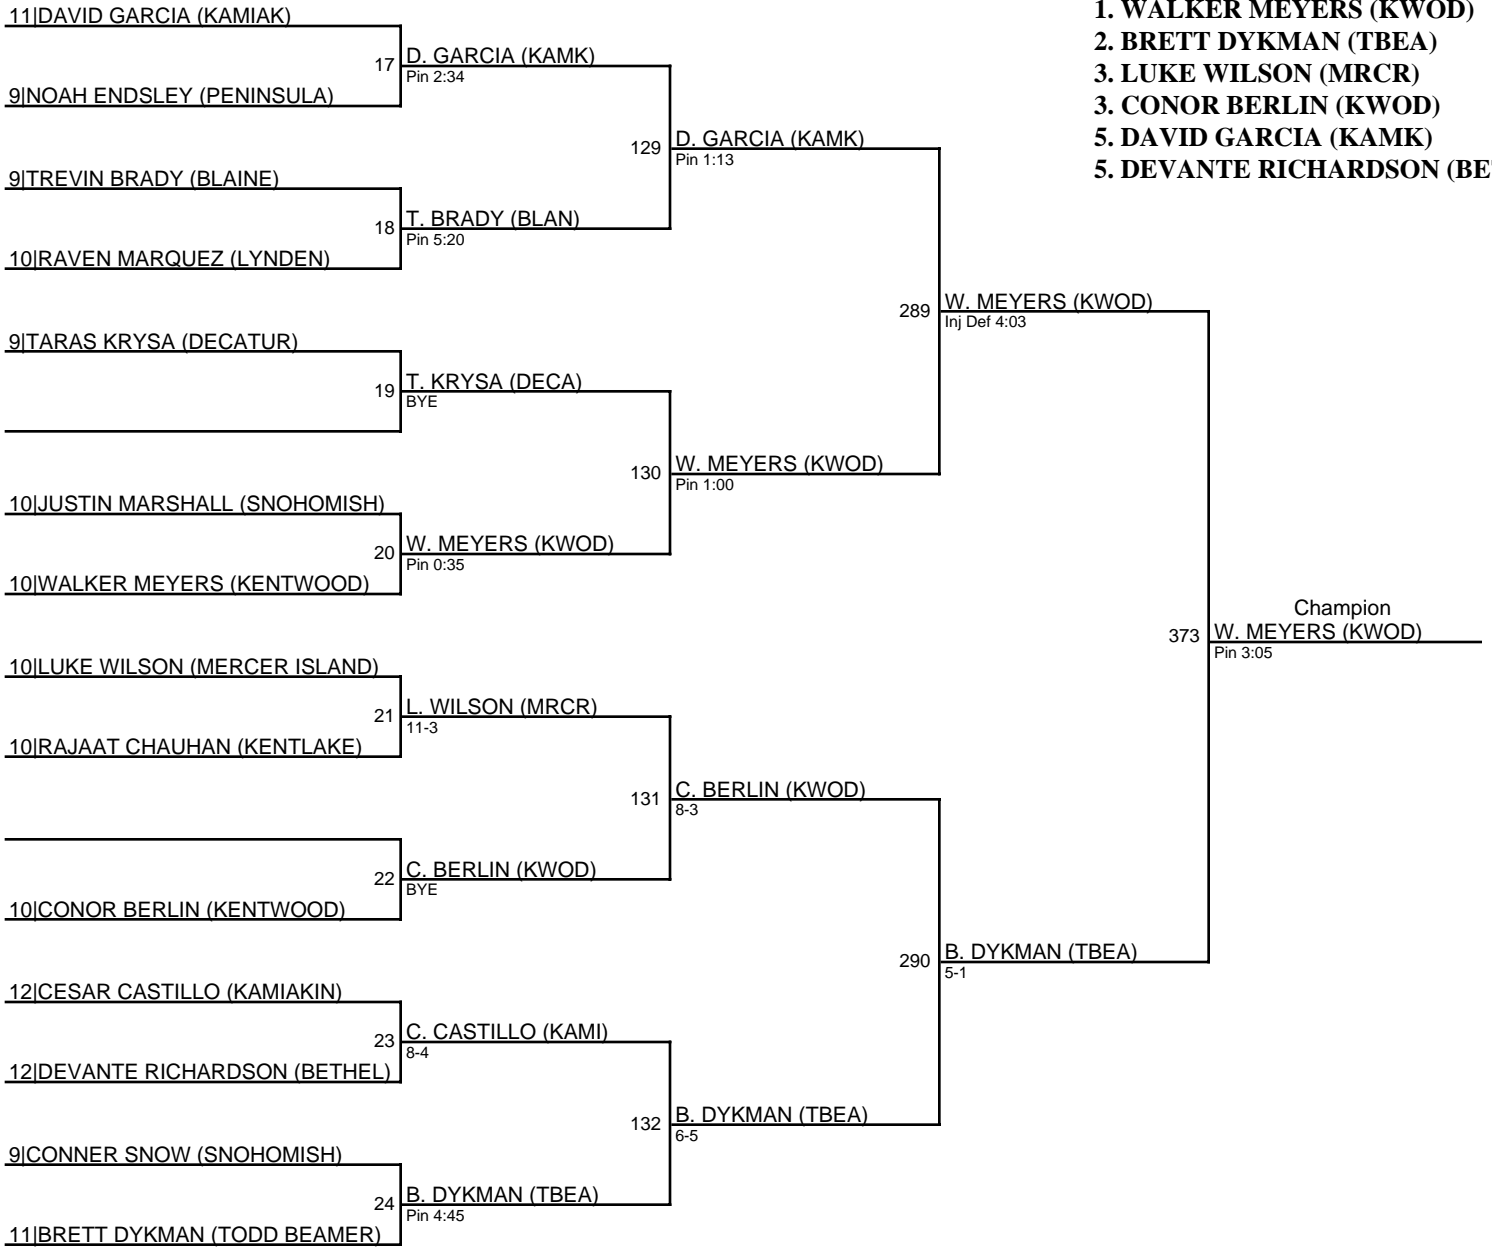 1. WALKER MEYERS (KWOD)
2. BRETT DYKMAN (TBEA)
3. LUKE WILSON (MRCR)
3. CONOR BERLIN (KWOD)
5. DAVID GARCIA (KAMK)
5. DEVANTE RICHARDSON (BE
11|DAVID GARCIA (KAMIAK)
17
D. GARCIA (KAMK)
Pin 2:34
9|NOAH ENDSLEY (PENINSULA)
129
D. GARCIA (KAMK)
Pin 1:13
9|TREVIN BRADY (BLAINE)
18
T. BRADY (BLAN)
Pin 5:20
10|RAVEN MARQUEZ (LYNDEN)
289
W. MEYERS (KWOD)
Inj Def 4:03
9|TARAS KRYSA (DECATUR)
19
T. KRYSA (DECA)
BYE
130
W. MEYERS (KWOD)
Pin 1:00
10|JUSTIN MARSHALL (SNOHOMISH)
20
W. MEYERS (KWOD)
Pin 0:35
10|WALKER MEYERS (KENTWOOD)
Champion
373
W. MEYERS (KWOD)
Pin 3:05
10|LUKE WILSON (MERCER ISLAND)
21
L. WILSON (MRCR)
11-3
10|RAJAAT CHAUHAN (KENTLAKE)
131
C. BERLIN (KWOD)
8-3
22
C. BERLIN (KWOD)
BYE
10|CONOR BERLIN (KENTWOOD)
290
B. DYKMAN (TBEA)
5-1
12|CESAR CASTILLO (KAMIAKIN)
23
C. CASTILLO (KAMI)
8-4
12|DEVANTE RICHARDSON (BETHEL)
132
B. DYKMAN (TBEA)
6-5
9|CONNER SNOW (SNOHOMISH)
24
B. DYKMAN (TBEA)
Pin 4:45
11|BRETT DYKMAN (TODD BEAMER)